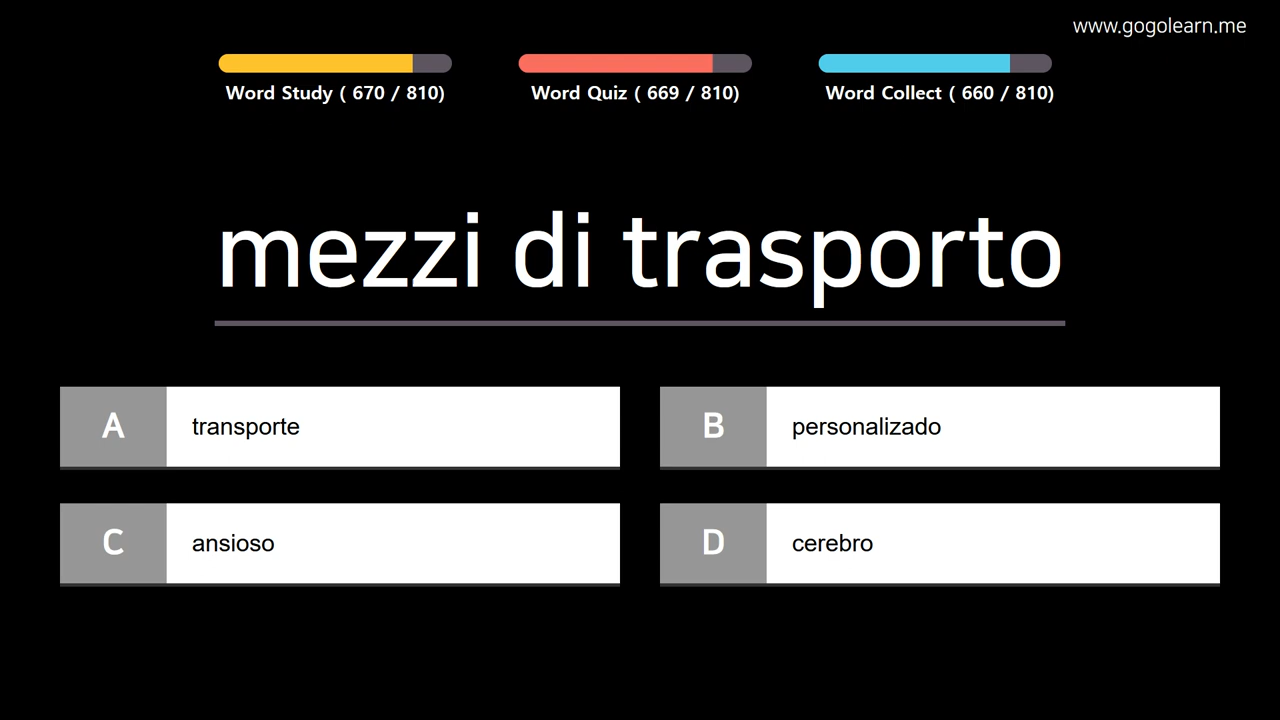 www.gogolearn.me
Word Study ( 670 / 810)
Word Quiz ( 669 / 810)
Word Collect ( 660 / 810)
mezzi di trasporto
A
transporte
B
personalizado
C
ansioso
D
cerebro